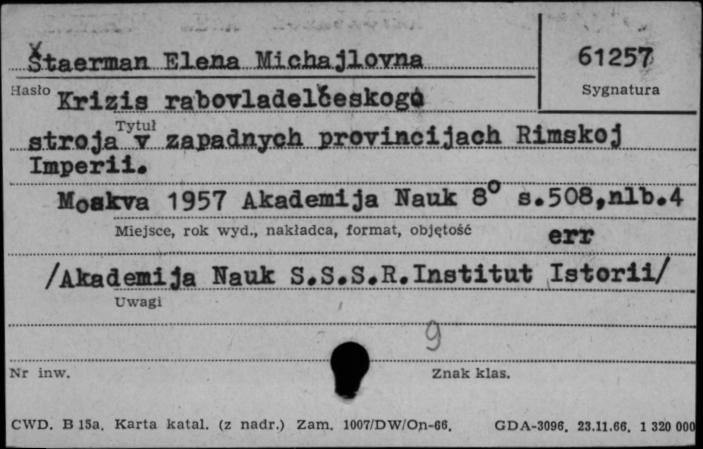 Štaerman Elena Michajlovna
61257
Hasło
Sygnatura
Krizis rabovladelčeskogo
Tytuł
stroja v zapadnych provincijach Rimskoj
Imperii.
Moskva 1957 Akademija Nauk 8° s.508,nlb.4
Miejsce, rok wyd., nakładca, format, objętość
err
/Akademija Nauk S.S.S.R.Institut Istorii/
Uwagi
9
Nr inw.
Znak klas.
CWD. B 15a. Karta katal. (z nadr.) Zam. 1007/DW/Op-66. GDA-3096. 23.11.66. 1 320 000